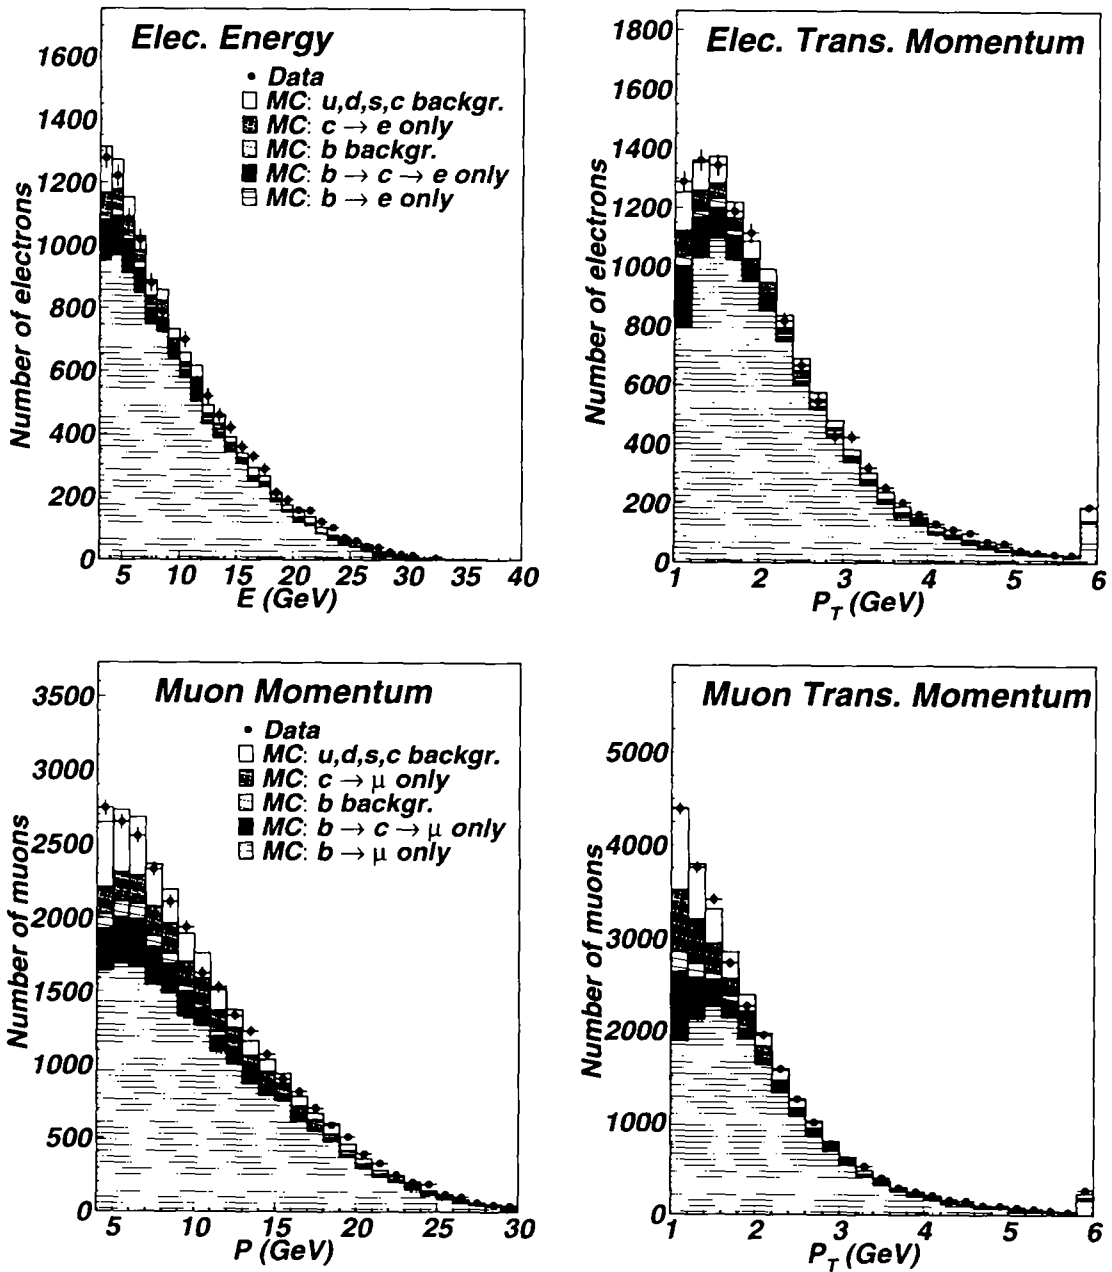 Elec. Energy
Data
MC: u,d,s,c backgr.
MC: c → e only
MC: b backgr.
MC: b → c → e only
MC: b → e only
Number of electrons
1600
1400
1200
1000
800
600
400
200
0
5 10 15 20 25 30 35 40
E (GeV)
Elec. Trans. Momentum
Number of electrons
1800
1600
1400
1200
1000
800
600
400
200
0
1 2 3 4 5 6
P_T (GeV)
Muon Momentum
Data
MC: u,d,s,c backgr.
MC: c → μ only
MC: b backgr.
MC: b → c → μ only
MC: b → μ only
Number of muons
3500
3000
2500
2000
1500
1000
500
0
5 10 15 20 25 30
P (GeV)
Muon Trans. Momentum
Number of muons
5000
4000
3000
2000
1000
0
1 2 3 4 5 6
P_T (GeV)